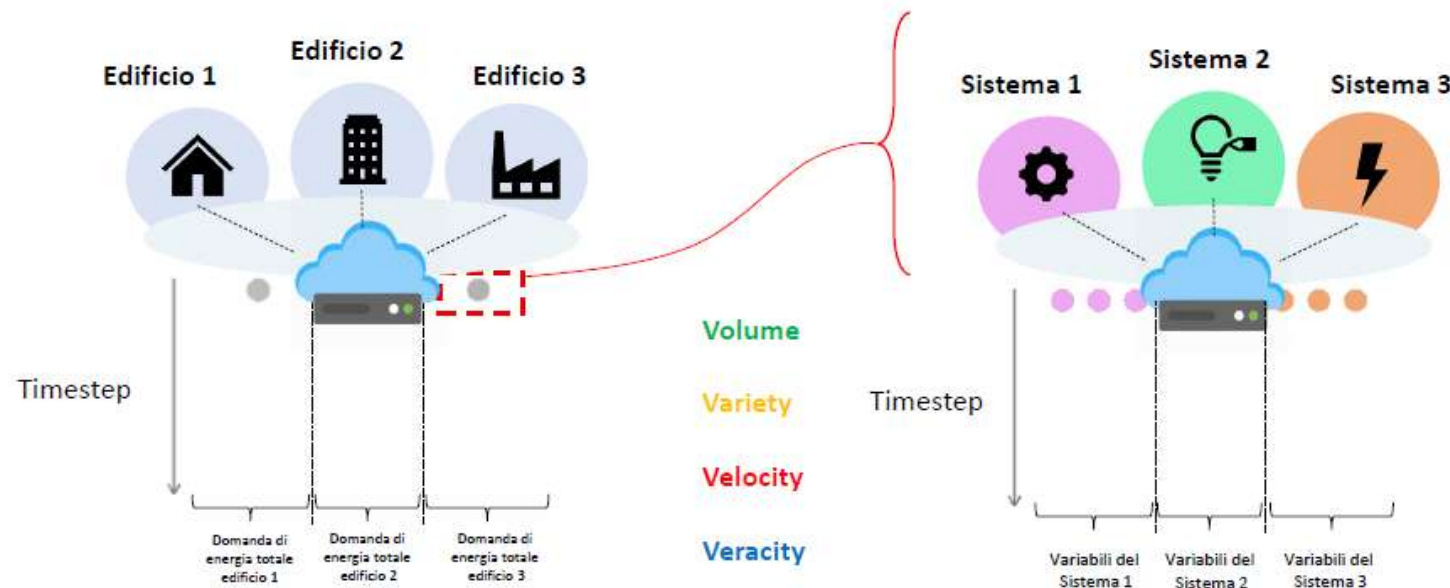 Edificio 1
Edificio 2
Edificio 3
Timestep
Domanda di
energia totale
edificio 1
Domanda di
energia totale
edificio 2
Domanda di
energia totale
edificio 3
Volume
Variety
Velocity
Veracity
Sistema 1
Sistema 2
Sistema 3
Timestep
Variabili del
Sistema 1
Variabili del
Sistema 2
Variabili del
Sistema 3